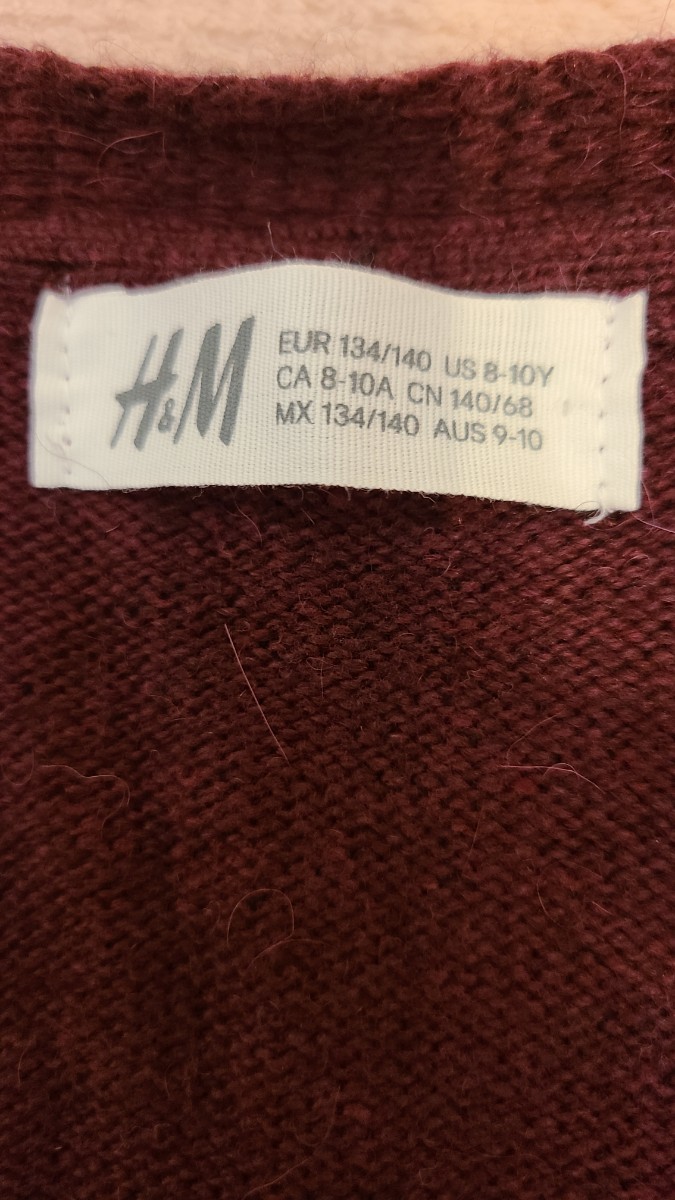 H&M
EUR 134/140 US 8-10Y
CA 8-10A CN 140/68
MX 134/140 AUS 9-10